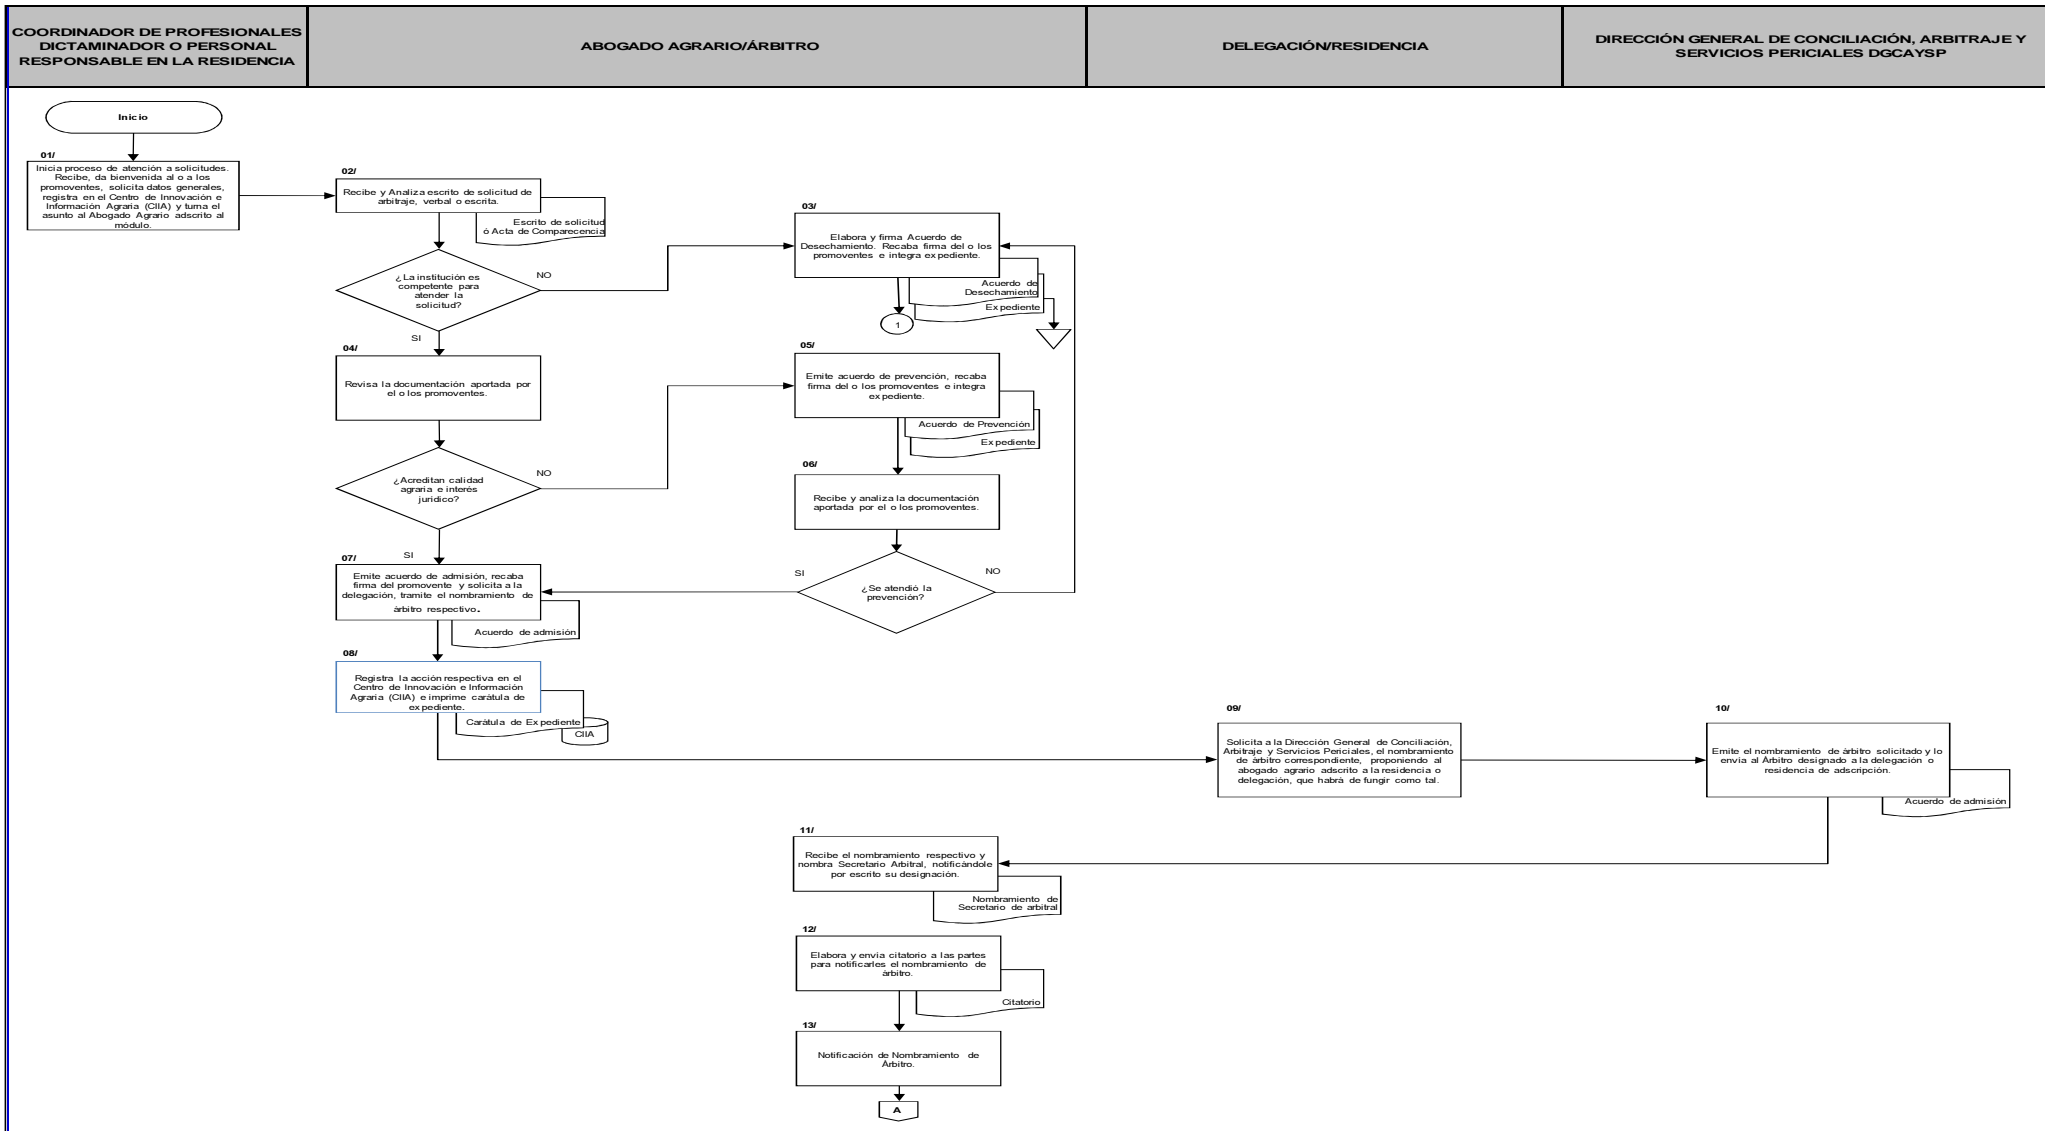 COORDINADOR DE PROFESIONALES
DICTAMINADOR O PERSONAL
RESPONSABLE EN LA RESIDENCIA
ABOGADO AGRARIO/ÁRBITRO
DELEGACIÓN/RESIDENCIA
DIRECCIÓN GENERAL DE CONCILIACIÓN, ARBITRAJE Y
SERVICIOS PERICIALES DGCAYSP
Inicio
01/
Inicia proceso de atención a solicitudes.
Recibe, da bienvenida al o a los
promoventes, solicita datos generales,
registra en el Centro de Innovación e
Información Agraria (CIIA) y turna el
asunto al Abogado Agrario adscrito al
módulo.
02/
Recibe y Analiza escrito de solicitud de
arbitraje, verbal o escrita.
Escrito de solicitud
ó Acta de Comparecencia
¿La institución es
competente para
atender la
solicitud?
NO
SI
03/
Elabora y firma Acuerdo de
Desechamiento. Recaba firma del o los
promoventes e integra expediente.
Acuerdo de
Desechamiento
Expediente
1
04/
Revisa la documentación aportada por
el o los promoventes.
05/
Emite acuerdo de prevención, recaba
firma del o los promoventes e integra
expediente.
Acuerdo de Prevención
Expediente
¿Acreditan calidad
agraria e interés
jurídico?
NO
SI
06/
Recibe y analiza la documentación
aportada por el o los promoventes.
¿Se atendió la
prevención?
SI
NO
07/
Emite acuerdo de admisión, recaba
firma del promovente y solicita a la
delegación, tramite el nombramiento de
árbitro respectivo.
Acuerdo de admisión
08/
Registra la acción respectiva en el
Centro de Innovación e Información
Agraria (CIIA) e imprime carátula de
expediente.
Carátula de Expediente
CIIA
09/
Solicita a la Dirección General de Conciliación,
Arbitraje y Servicios Periciales, el nombramiento
de árbitro correspondiente, proponiendo al
abogado agrario adscrito a la residencia o
delegación, que habrá de fungir como tal.
10/
Emite el nombramiento de árbitro solicitado y lo
envía al Árbitro designado a la delegación o
residencia de adscripción.
Acuerdo de admisión
11/
Recibe el nombramiento respectivo y
nombra Secretario Arbitral, notificándole
por escrito su designación.
Nombramiento de
Secretario de arbitral
12/
Elabora y envía citatorio a las partes
para notificarles el nombramiento de
árbitro.
Citatorio
13/
Notificación de Nombramiento de
Árbitro.
A